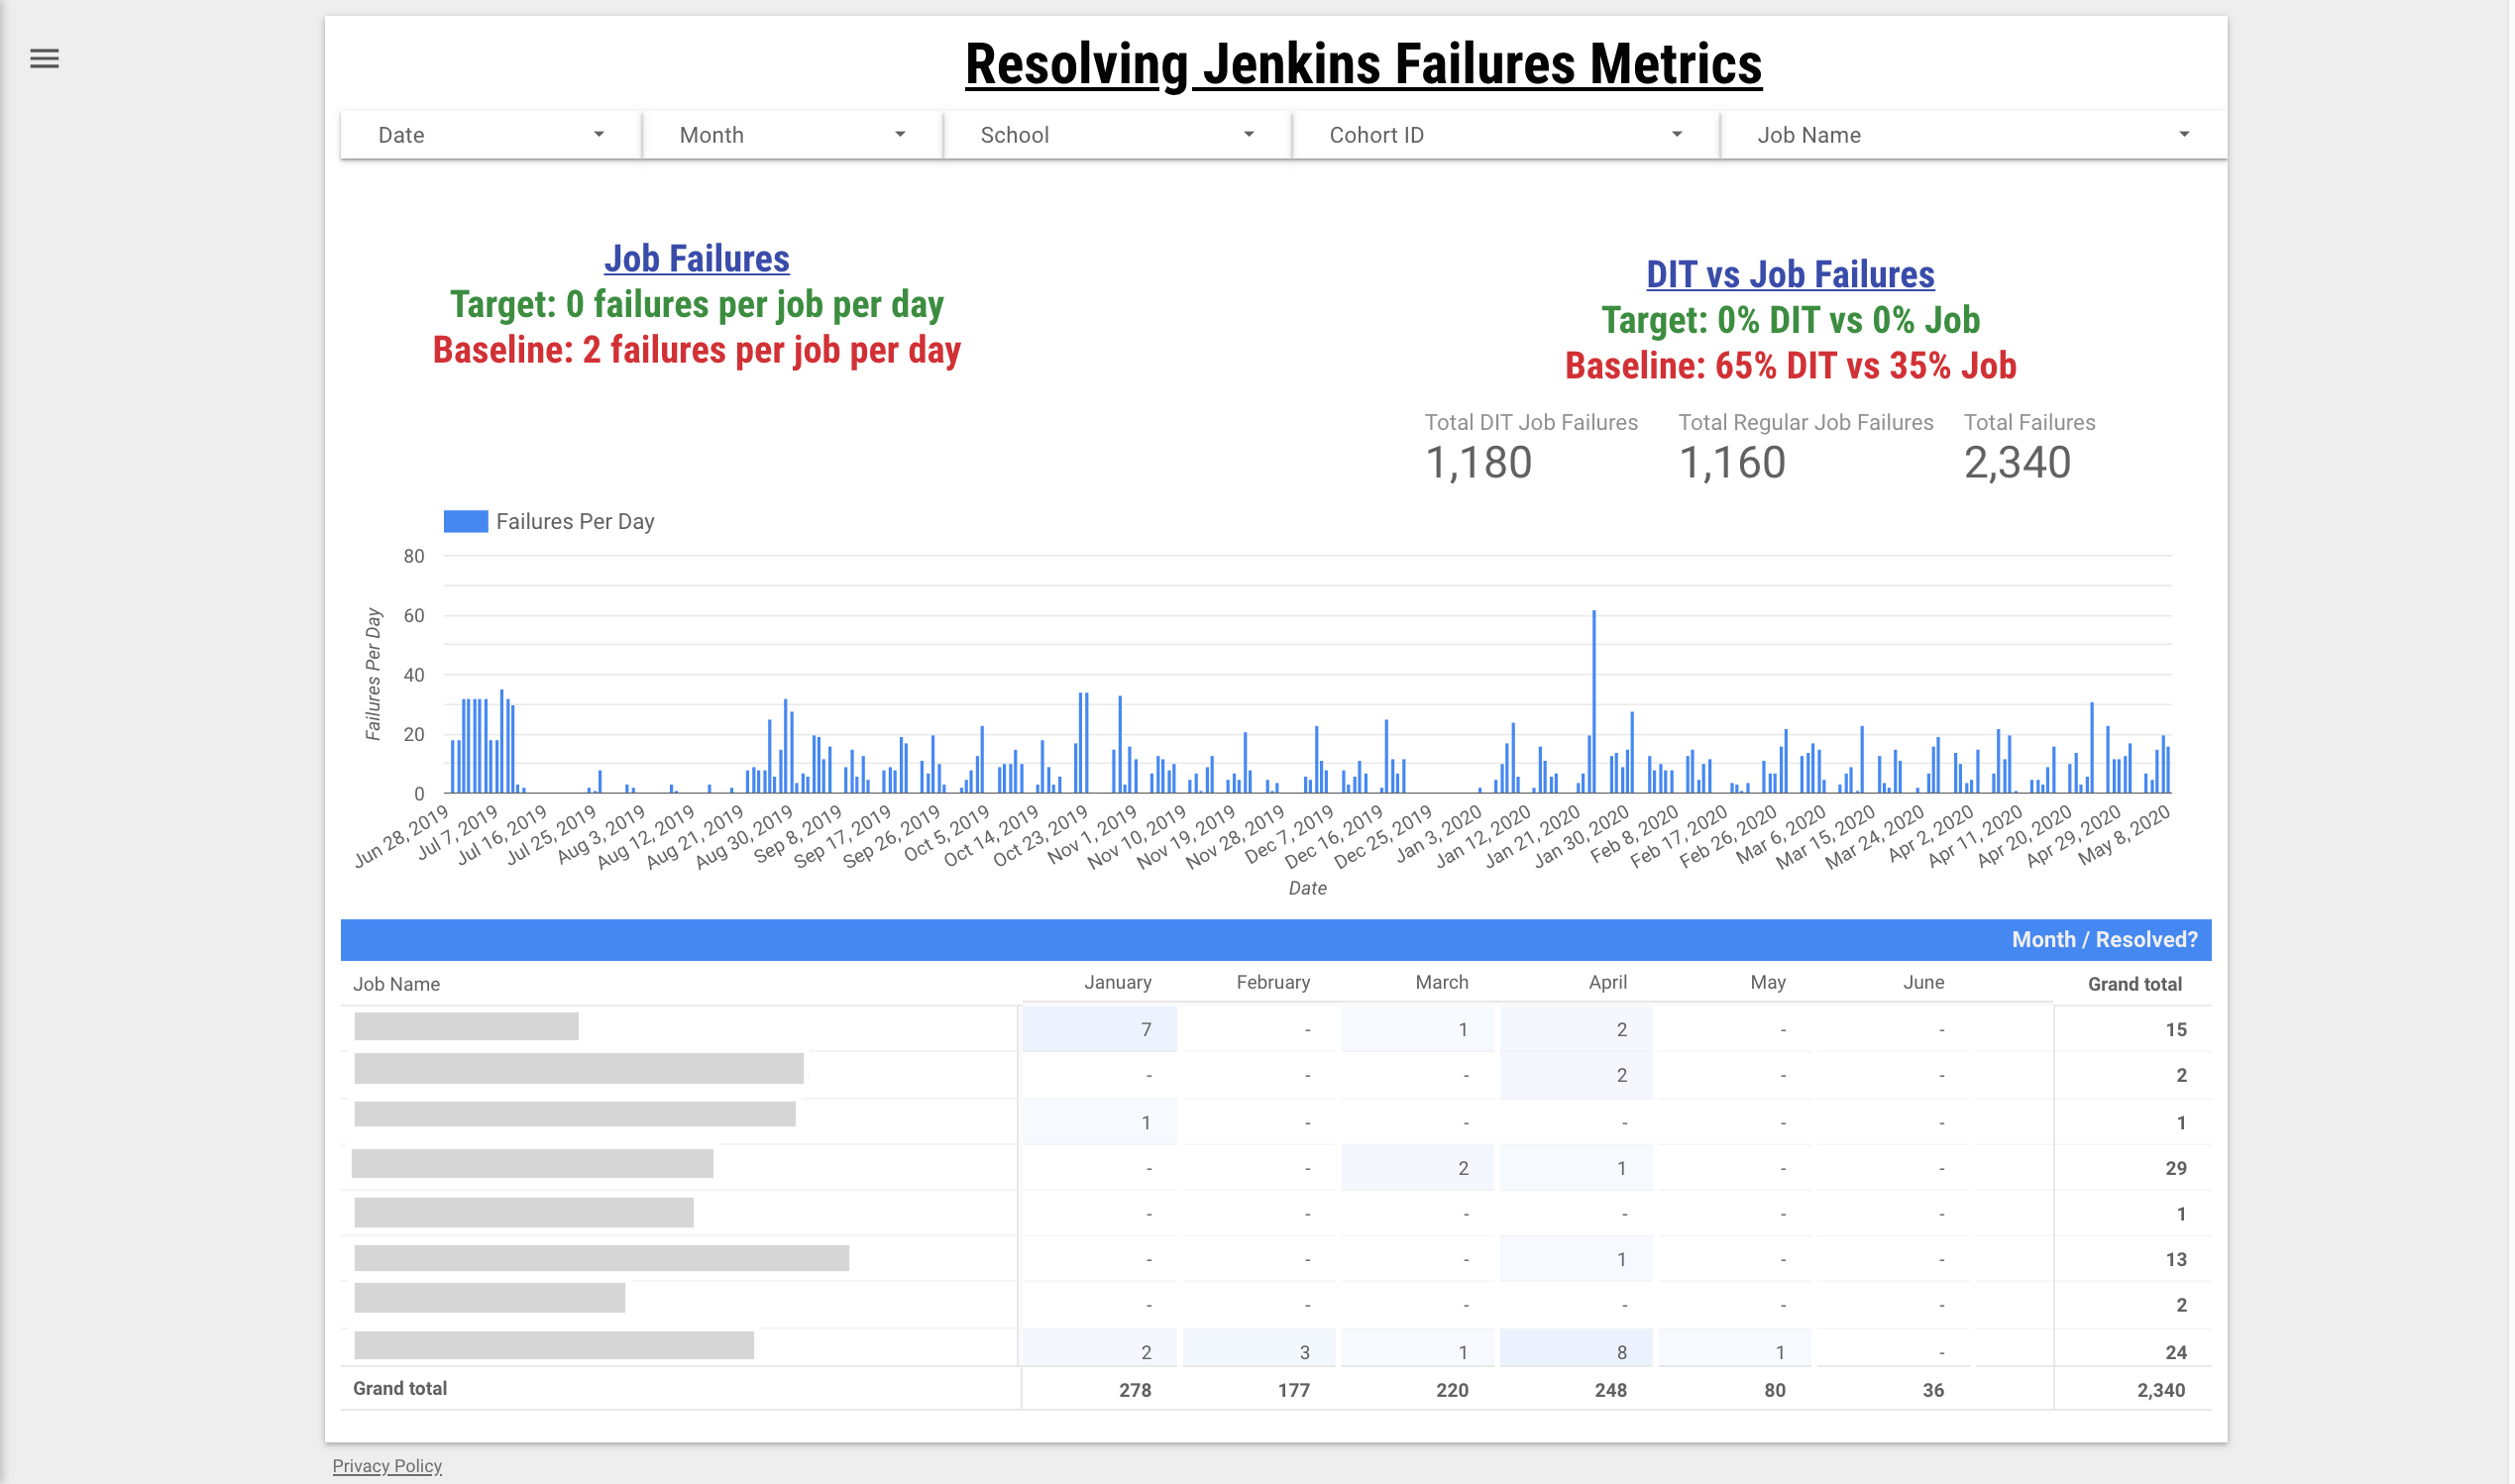 Resolving Jenkins Failures Metrics
Date Month School Cohort ID Job Name
Job Failures
Target: 0 failures per job per day
Baseline: 2 failures per job per day
DIT vs Job Failures
Target: 0% DIT vs 0% Job
Baseline: 65% DIT vs 35% Job
Total DIT Job Failures Total Regular Job Failures Total Failures
1,180 1,160 2,340
Failures Per Day
80
60
40
20
0
Failures Per Day
Jun 28, 2019 Jul 7, 2019 Jul 16, 2019 Jul 25, 2019 Aug 3, 2019 Aug 12, 2019 Aug 21, 2019 Aug 30, 2019 Sep 8, 2019 Sep 17, 2019 Sep 26, 2019 Oct 5, 2019 Oct 14, 2019 Oct 23, 2019 Nov 1, 2019 Nov 10, 2019 Nov 19, 2019 Nov 28, 2019 Dec 7, 2019 Dec 16, 2019 Dec 25, 2019 Jan 3, 2020 Jan 12, 2020 Jan 21, 2020 Jan 30, 2020 Feb 8, 2020 Feb 17, 2020 Feb 26, 2020 Mar 6, 2020 Mar 15, 2020 Mar 24, 2020 Apr 2, 2020 Apr 11, 2020 Apr 20, 2020 Apr 29, 2020 May 8, 2020
Date
Month / Resolved?
Job Name January February March April May June Grand total
7 - 1 2 - - 15
- - - 2 - - 2
1 - - - - - 1
- - 2 1 - - 29
- - - - - - 1
- - - 1 - - 13
- - - - - - 2
2 3 1 8 1 - 24
Grand total 278 177 220 248 80 36 2,340
Privacy Policy